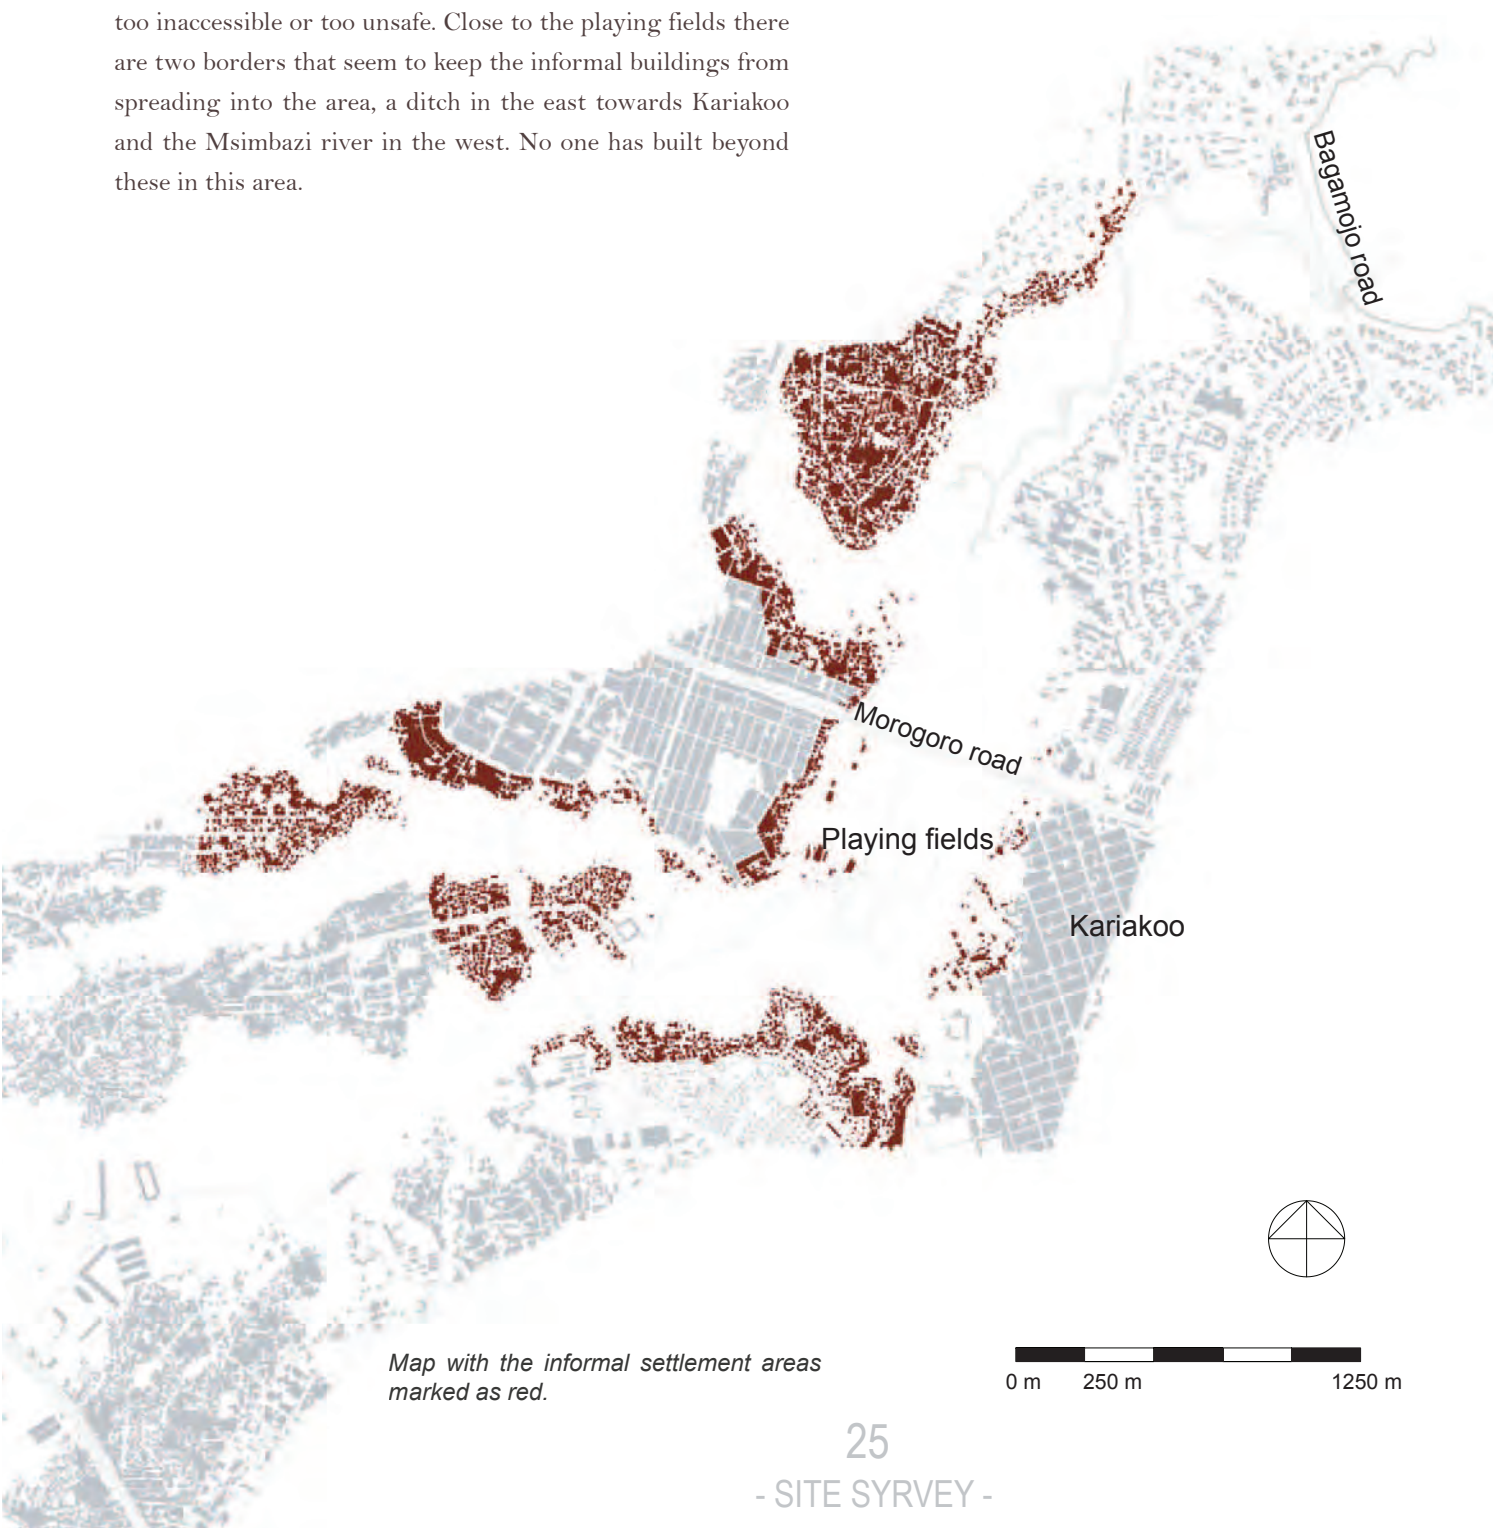 too inaccessible or too unsafe. Close to the playing fields there
are two borders that seem to keep the informal buildings from
spreading into the area, a ditch in the east towards Kariakoo
and the Msimbazi river in the west. No one has built beyond
these in this area.
Bagamojo road
Morogoro road
Playing fields
Kariakoo
Map with the informal settlement areas
marked as red.
0 m 250 m 1250 m
25
- SITE SYRVEY -